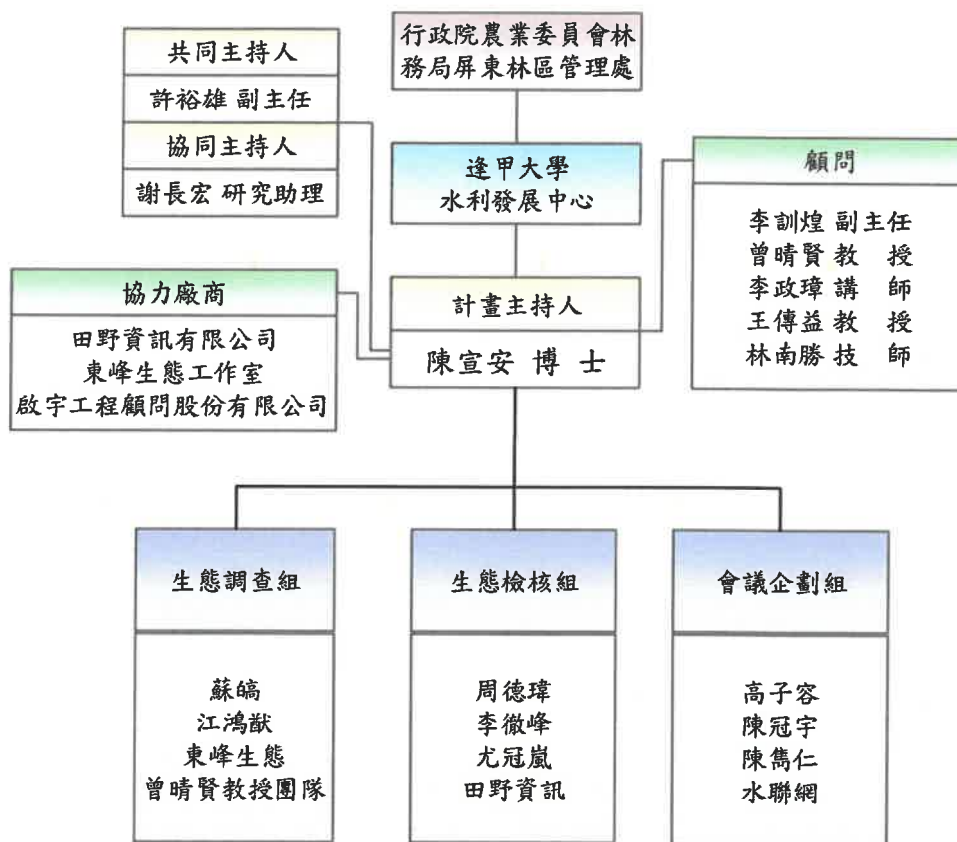 行政院農業委員會林
務局屏東林區管理處
共同主持人
許裕雄 副主任
協同主持人
謝長宏 研究助理
逢甲大學
水利發展中心
顧問
李訓煌 副主任
曾晴賢 教 授
李政璋 講 師
王傳益 教 授
林南勝 技 師
協力廠商
田野資訊有限公司
東峰生態工作室
啟宇工程顧問股份有限公司
計畫主持人
陳宣安 博 士
生態調查組
蘇皜
江鴻猷
東峰生態
曾晴賢教授團隊
生態檢核組
周德瑋
李徹峰
尤冠嵐
田野資訊
會議企劃組
高子容
陳冠宇
陳雋仁
水聯網